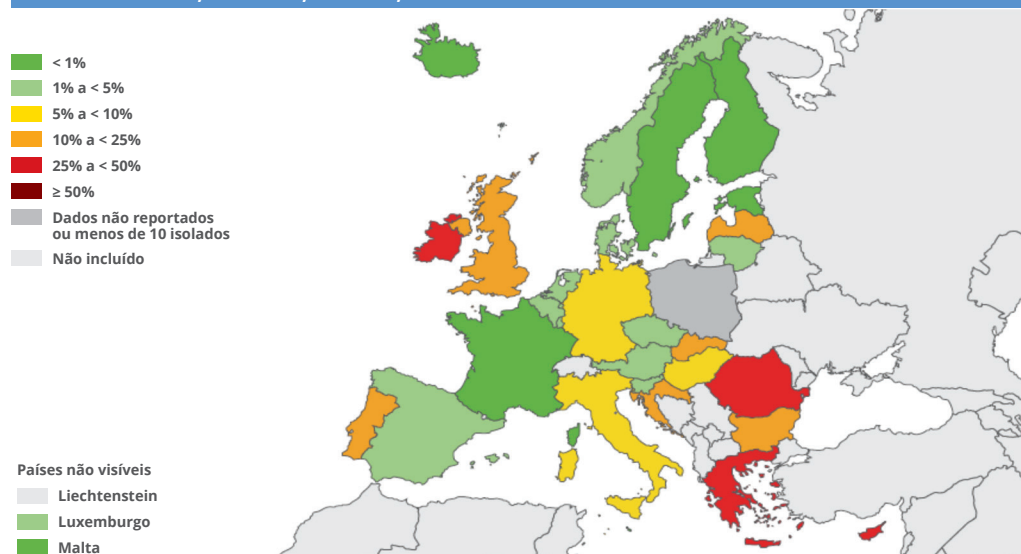 < 1%
1% a < 5%
5% a < 10%
10% a < 25%
25% a < 50%
≥ 50%
Dados não reportados
ou menos de 10 isolados
Não incluído
Países não visíveis
Liechtenstein
Luxemburgo
Malta